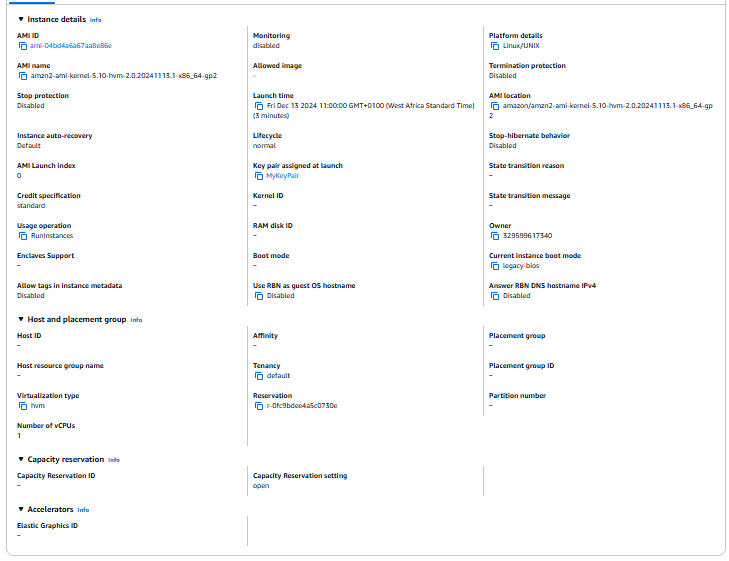 Instance details Info
AMI ID
ami-04bd4a6a67aa8e86e
Monitoring
disabled
Platform details
Linux/UNIX
AMI name
amzn2-ami-kernel-5.10-hvm-2.0.20241113.1-x86_64-gp2
Allowed image
-
Termination protection
Disabled
Stop protection
Disabled
Launch time
Fri Dec 13 2024 11:00:00 GMT+0100 (West Africa Standard Time)
(3 minutes)
AMI location
amazon/amzn2-ami-kernel-5.10-hvm-2.0.20241113.1-x86_64-gp
2
Instance auto-recovery
Default
Lifecycle
normal
Stop-hibernate behavior
Disabled
AMI Launch index
0
Key pair assigned at launch
MyKeyPair
State transition reason
–
Credit specification
standard
Kernel ID
–
State transition message
–
Usage operation
RunInstances
RAM disk ID
–
Owner
329599617340
Enclaves Support
–
Boot mode
–
Current instance boot mode
legacy-bios
Allow tags in instance metadata
Disabled
Use RBN as guest OS hostname
Disabled
Answer RBN DNS hostname IPv4
Disabled
Host and placement group Info
Host ID
–
Affinity
–
Placement group
–
Host resource group name
–
Tenancy
default
Placement group ID
–
Virtualization type
hvm
Reservation
r-0fc9bdee4a5c0730e
Partition number
–
Number of vCPUs
1
Capacity reservation Info
Capacity Reservation ID
–
Capacity Reservation setting
open
Accelerators Info
Elastic Graphics ID
–